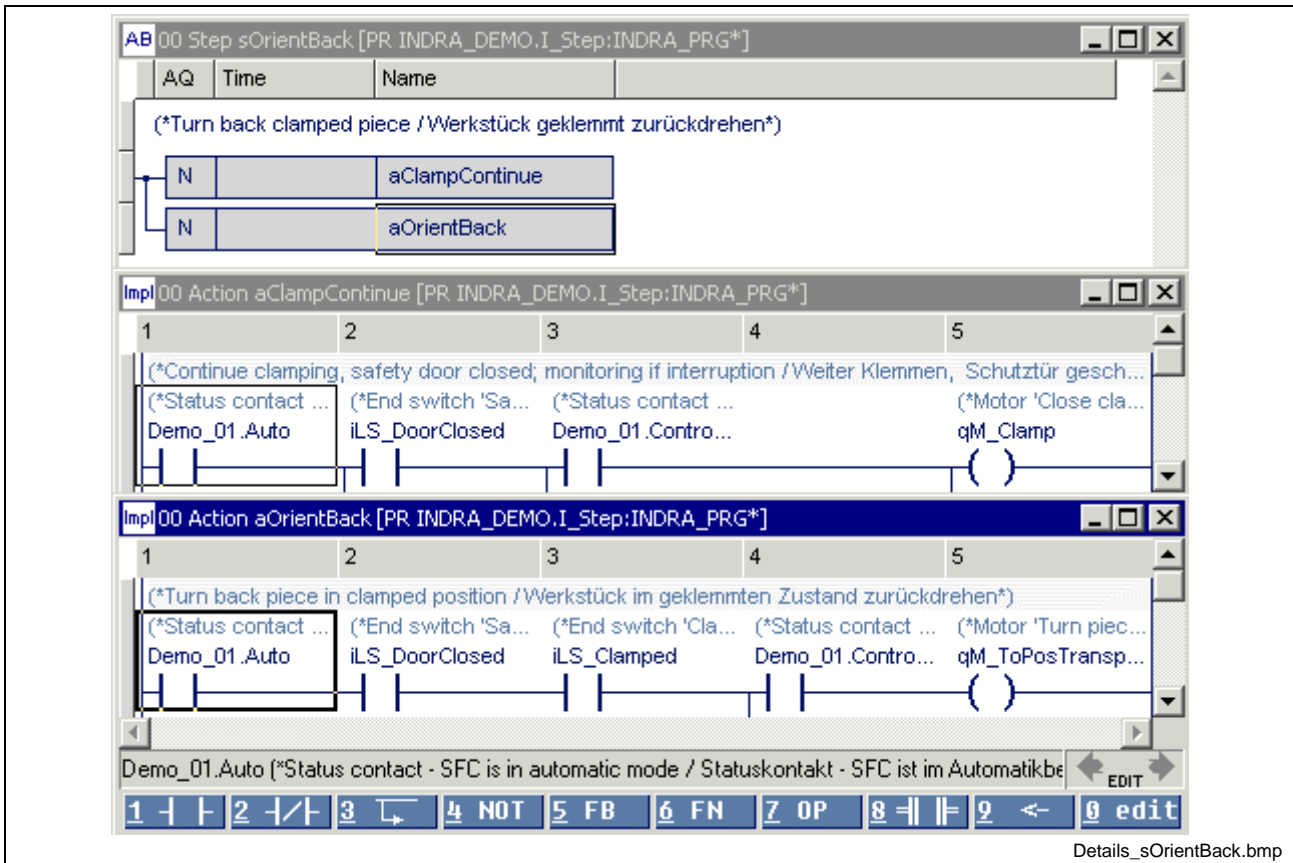 AB 00 Step sOrientBack [PR INDRA_DEMO.I_Step:INDRA_PRG*]
AQ Time Name
(*Turn back clamped piece / Werkstück geklemmt zurückdrehen*)
N aClampContinue
N aOrientBack
Impl 00 Action aClampContinue [PR INDRA_DEMO.I_Step:INDRA_PRG*]
1 2 3 4 5
(*Continue clamping, safety door closed; monitoring if interruption / Weiter Klemmen, Schutztür gesch...
(*Status contact ... (*End switch 'Sa... (*Status contact ... (*Motor 'Close cla...
Demo_01.Auto iLS_DoorClosed Demo_01.Contro... qM_Clamp
Impl 00 Action aOrientBack [PR INDRA_DEMO.I_Step:INDRA_PRG*]
1 2 3 4 5
(*Turn back piece in clamped position / Werkstück im geklemmten Zustand zurückdrehen*)
(*Status contact ... (*End switch 'Sa... (*End switch 'Cla... (*Status contact ... (*Motor 'Turn piec...
Demo_01.Auto iLS_DoorClosed iLS_Clamped Demo_01.Contro... qM_ToPosTransp...
Demo_01.Auto (*Status contact - SFC is in automatic mode / Statuskontakt - SFC ist im Automatikbe
EDIT
1 2 3 4 NOT 5 FB 6 FN 7 OP 8 9 <- 0 edit
Details_sOrientBack.bmp